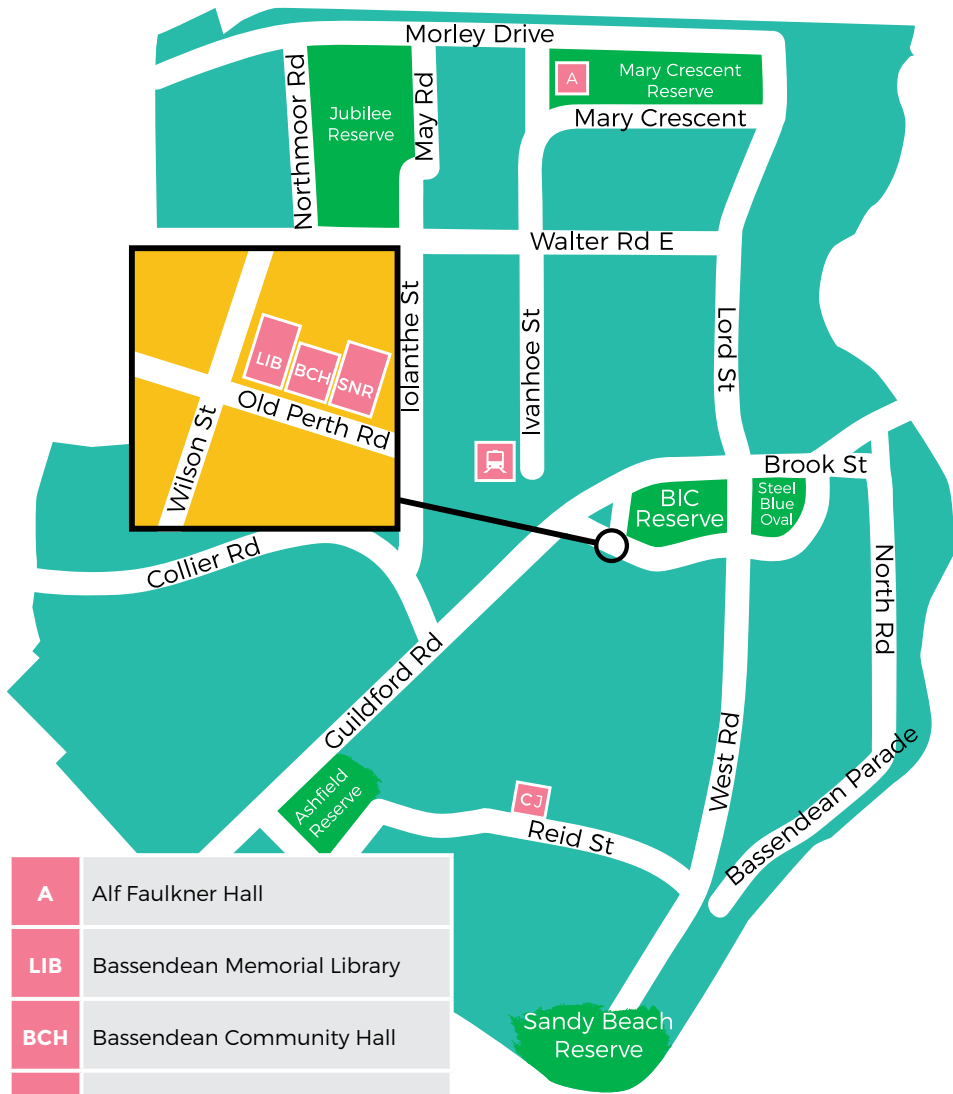 Morley Drive
Northmoor Rd
Jubilee
Reserve
May Rd
A
Mary Crescent
Reserve
Mary Crescent
Walter Rd E
Iolanthe St
Ivanhoe St
Lord St
LIB
BCH
SNR
Old Perth Rd
Wilson St
Brook St
BIC
Reserve
Steel
Blue
Oval
North Rd
Collier Rd
Guildford Rd
Ashfield
Reserve
CJ
Reid St
West Rd
Bassendean Parade
A
Alf Faulkner Hall
LIB
Bassendean Memorial Library
BCH
Bassendean Community Hall
Sandy Beach
Reserve